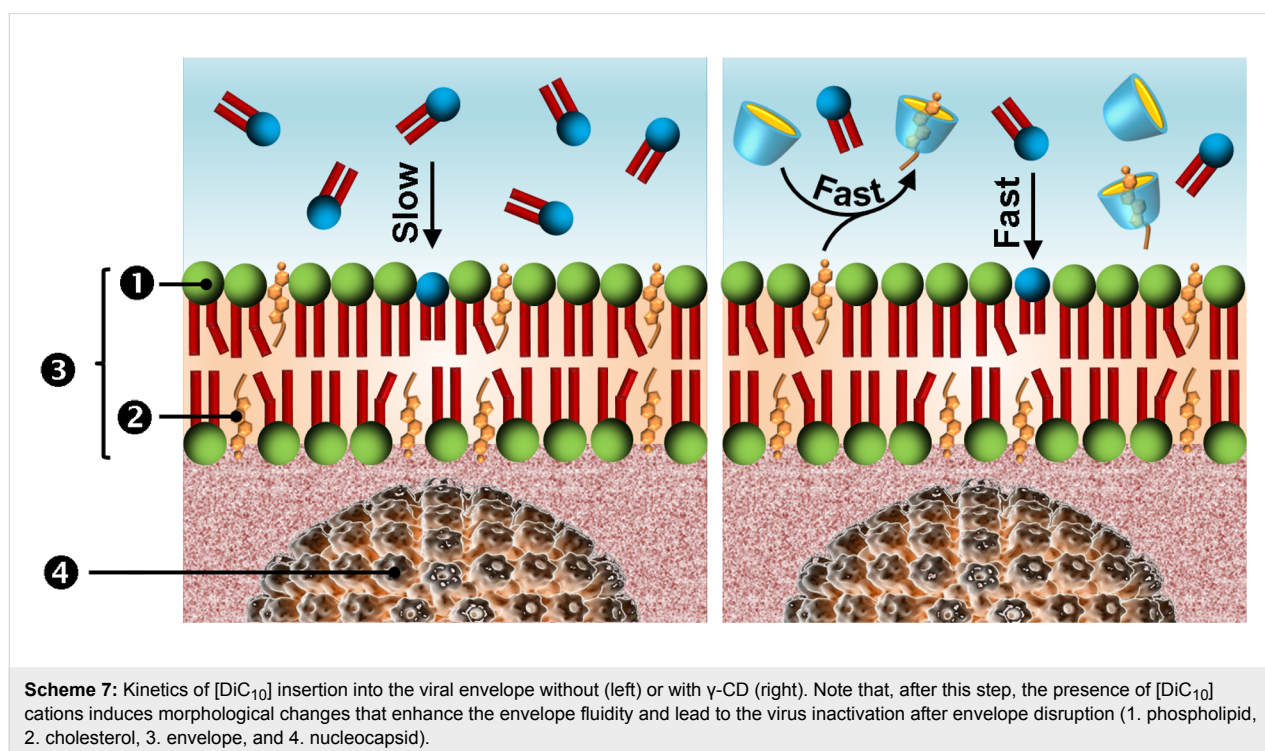 Slow
Fast
Fast
1
2
3
4
Scheme 7: Kinetics of [DiC10] insertion into the viral envelope without (left) or with γ-CD (right). Note that, after this step, the presence of [DiC10]
cations induces morphological changes that enhance the envelope fluidity and lead to the virus inactivation after envelope disruption (1. phospholipid,
2. cholesterol, 3. envelope, and 4. nucleocapsid).